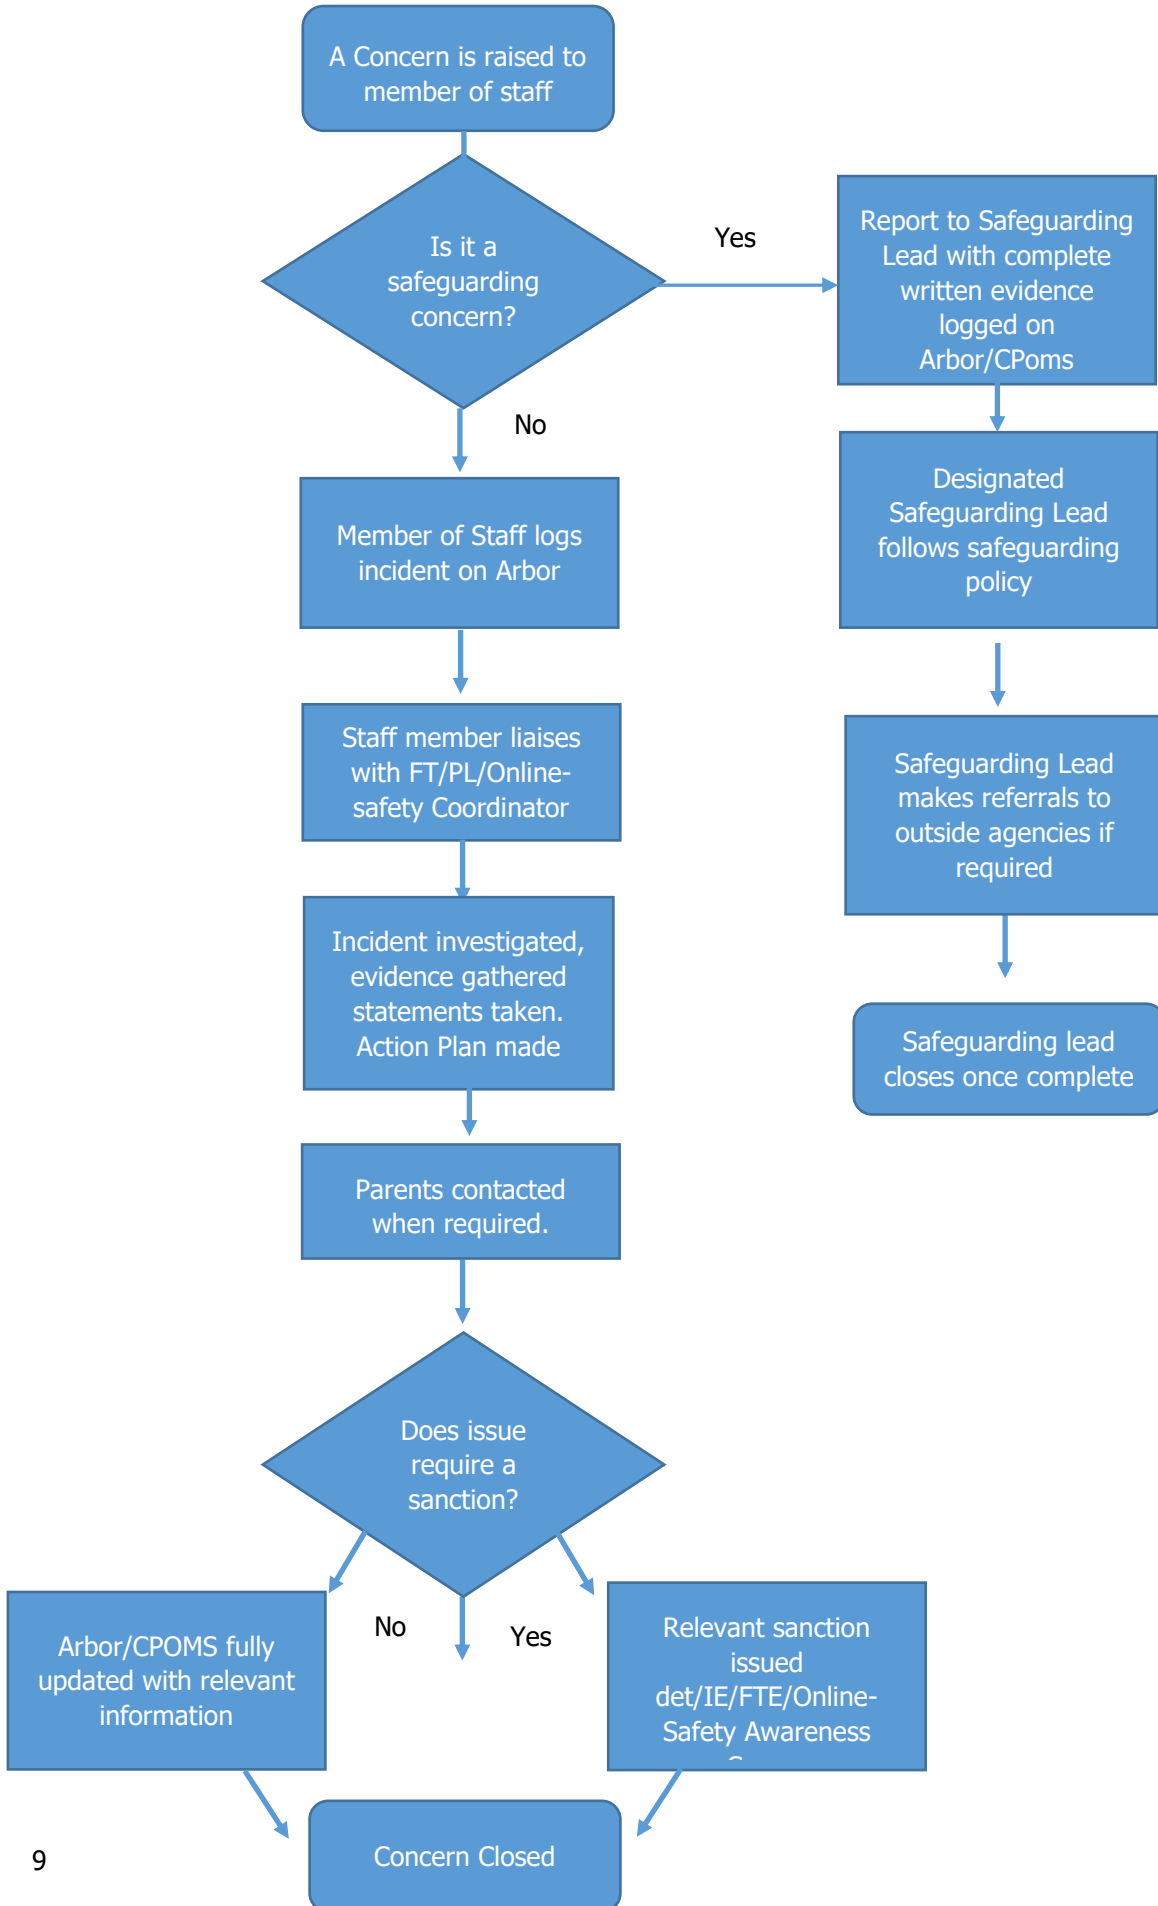 A Concern is raised to
member of staff
Is it a
safeguarding
concern?
Yes
Report to Safeguarding
Lead with complete
written evidence
logged on
Arbor/CPoms
No
Designated
Safeguarding Lead
follows safeguarding
policy
Member of Staff logs
incident on Arbor
Staff member liaises
with FT/PL/Online-
safety Coordinator
Safeguarding Lead
makes referrals to
outside agencies if
required
Incident investigated,
evidence gathered
statements taken.
Action Plan made
Safeguarding lead
closes once complete
Parents contacted
when required.
Does issue
require a
sanction?
No
Yes
Arbor/CPOMS fully
updated with relevant
information
Relevant sanction
issued
det/IE/FTE/Online-
Safety Awareness
Concern Closed
9